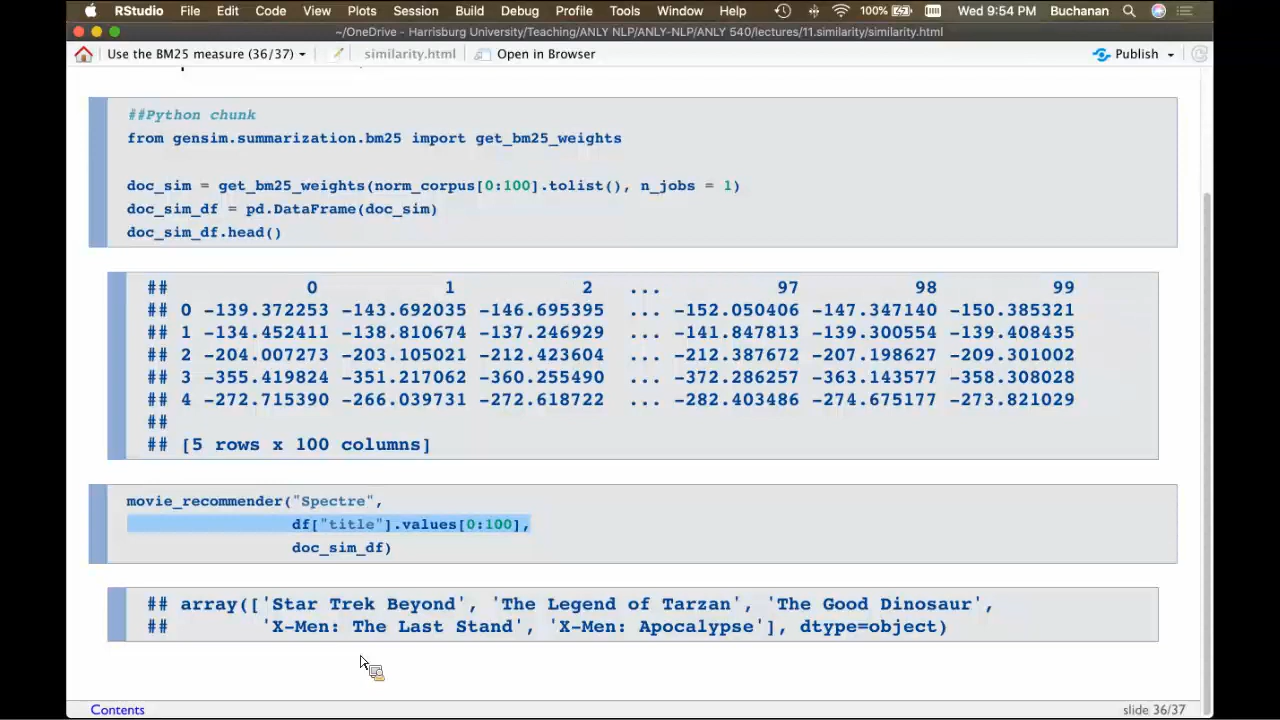 RStudio File Edit Code View Plots Session Build Debug Profile Tools Window Help 100% Wed 9:54 PM Buchanan
~/OneDrive - Harrisburg University/Teaching/ANLY NLP/ANLY-NLP/ANLY 540/lectures/11.similarity/similarity.html
Use the BM25 measure (36/37) similarity.html Open in Browser Publish
##Python chunk
from gensim.summarization.bm25 import get_bm25_weights
doc_sim = get_bm25_weights(norm_corpus[0:100].tolist(), n_jobs = 1)
doc_sim_df = pd.DataFrame(doc_sim)
doc_sim_df.head()
## 0 1 2 ... 97 98 99
## 0 -139.372253 -143.692035 -146.695395 ... -152.050406 -147.347140 -150.385321
## 1 -134.452411 -138.810674 -137.246929 ... -141.847813 -139.300554 -139.408435
## 2 -204.007273 -203.105021 -212.423604 ... -212.387672 -207.198627 -209.301002
## 3 -355.419824 -351.217062 -360.255490 ... -372.286257 -363.143577 -358.308028
## 4 -272.715390 -266.039731 -272.618722 ... -282.403486 -274.675177 -273.821029
##
## [5 rows x 100 columns]
movie_recommender("Spectre",
df["title"].values[0:100],
doc_sim_df)
## array(['Star Trek Beyond', 'The Legend of Tarzan', 'The Good Dinosaur',
## 'X-Men: The Last Stand', 'X-Men: Apocalypse'], dtype=object)
Contents slide 36/37